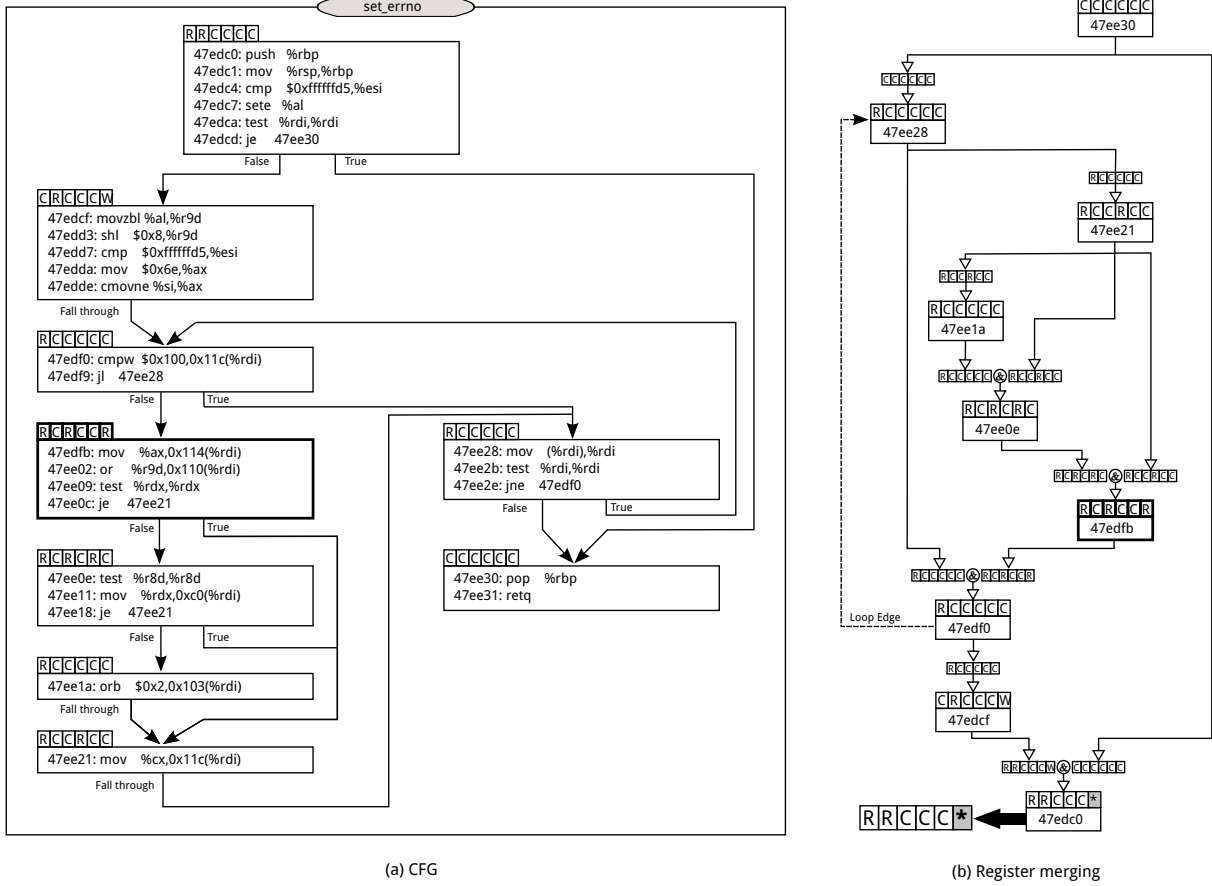 set_errno
RRCCCC
47edc0: push %rbp
47edc1: mov %rsp,%rbp
47edc4: cmp $0xffffffd5,%esi
47edc7: sete %al
47edca: test %rdi,%rdi
47edcd: je 47ee30
False True
CRCCCW
47edcf: movzbl %al,%r9d
47edd3: shl $0x8,%r9d
47edd7: cmp $0xffffffd5,%esi
47edda: mov $0x6e,%ax
47edde: cmovne %si,%ax
Fall through
RCCCCC
47edf0: cmpw $0x100,0x11c(%rdi)
47edf9: jl 47ee28
False True
RCRCCR
47edfb: mov %ax,0x114(%rdi)
47ee02: or %r9d,0x110(%rdi)
47ee09: test %rdx,%rdx
47ee0c: je 47ee21
False True
RCRCRC
47ee0e: test %r8d,%r8d
47ee11: mov %rdx,0xc0(%rdi)
47ee18: je 47ee21
False True
RCCCCC
47ee1a: orb $0x2,0x103(%rdi)
Fall through
RCCRCC
47ee21: mov %cx,0x11c(%rdi)
Fall through
RCCCCC
47ee28: mov (%rdi),%rdi
47ee2b: test %rdi,%rdi
47ee2e: jne 47edf0
False True
CCCCCC
47ee30: pop %rbp
47ee31: retq
(a) CFG
CCCCCC
47ee30
CCCCCC
RCCCCC
47ee28
RCCCCC
RCCRCC
47ee21
RCCRCC
RCCCCC
47ee1a
RCCCCC & RCCRCC
RCRCRC
47ee0e
RCRCRC & RCCRCC
RCRCCR
47edfb
RCCCCC & RCRCCR
RCCCCC
47edf0
Loop Edge
RCCCCC
CRCCCW
47edcf
RRCCCW & CCCCCC
RRCCC*
47edc0
RRCCC*
(b) Register merging